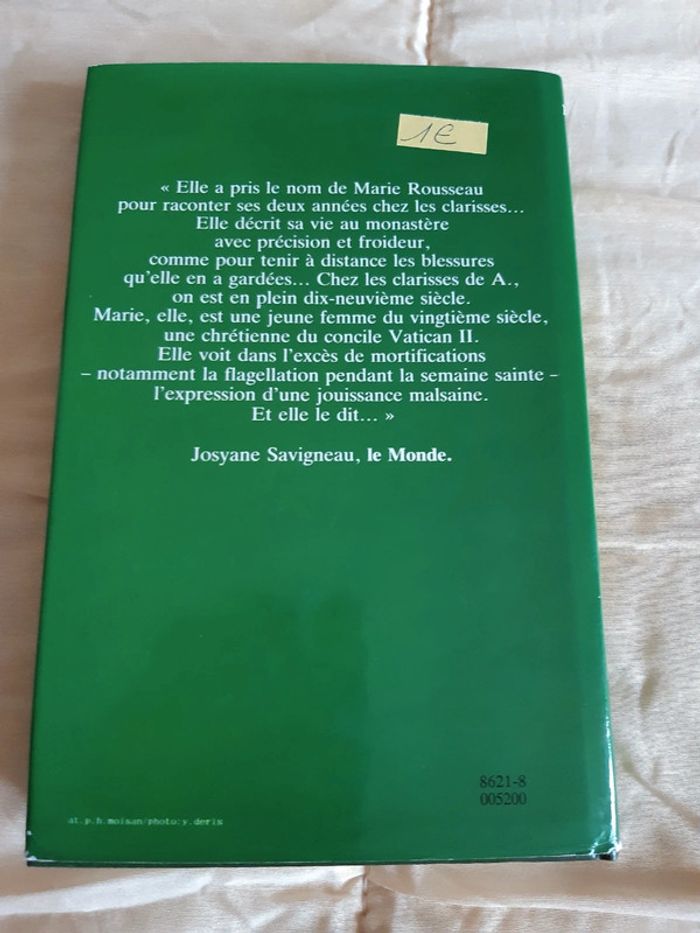 1€
« Elle a pris le nom de Marie Rousseau
pour raconter ses deux années chez les clarisses...
Elle décrit sa vie au monastère
avec précision et froideur,
comme pour tenir à distance les blessures
qu'elle en a gardées... Chez les clarisses de A.,
on est en plein dix-neuvième siècle.
Marie, elle, est une jeune femme du vingtième siècle,
une chrétienne du concile Vatican II.
Elle voit dans l'excès de mortifications
– notamment la flagellation pendant la semaine sainte –
l'expression d'une jouissance malsaine.
Et elle le dit... »
Josyane Savigneau, le Monde.
8621-8
005200
at.p.h.moisan/photo:y.deris